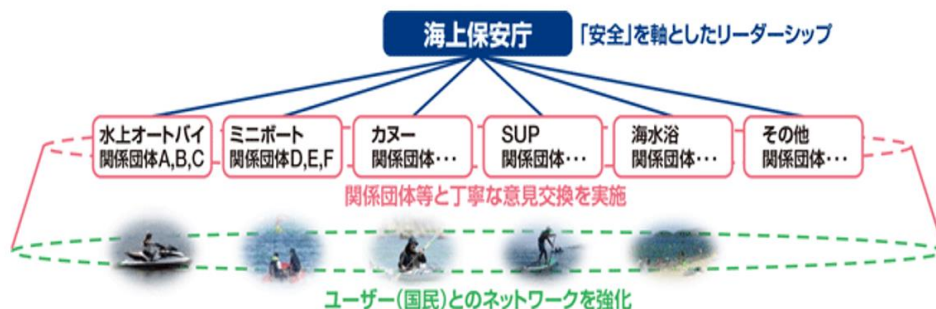 海上保安庁
「安全」を軸としたリーダーシップ
水上オートバイ
関係団体A,B,C
ミニボート
関係団体D,E,F
カヌー
関係団体･･･
SUP
関係団体･･･
海水浴
関係団体･･･
その他
関係団体･･･
関係団体等と丁寧な意見交換を実施
ユーザー(国民)とのネットワークを強化